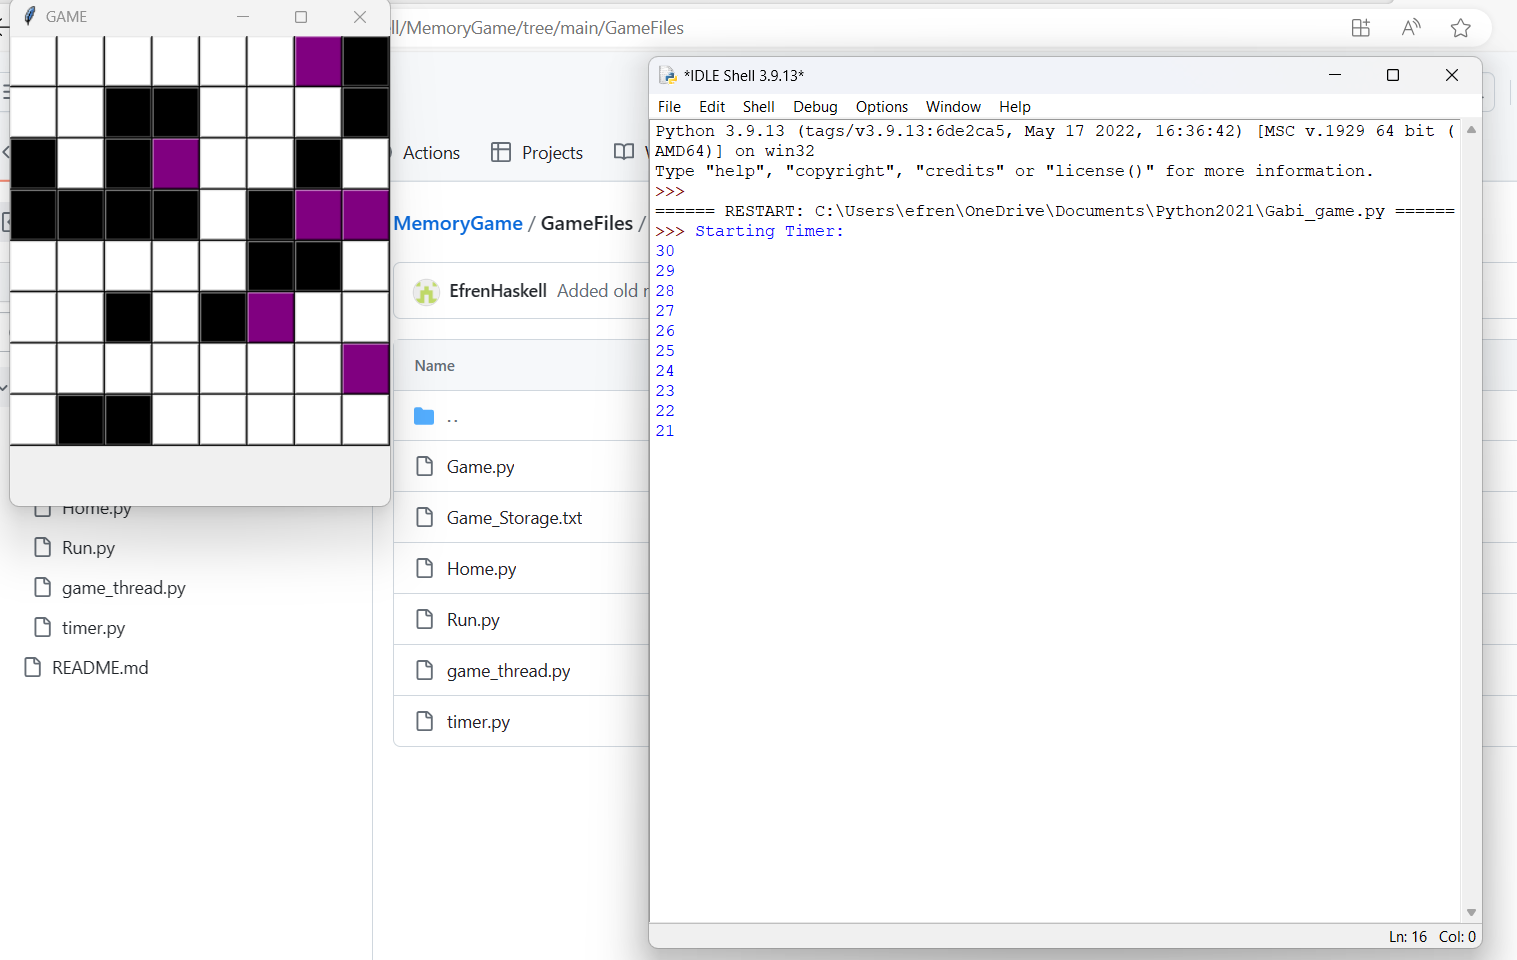 GAME
ll/MemoryGame/tree/main/GameFiles
Actions
Projects
MemoryGame / GameFiles /
EfrenHaskell Added old
Name
..
Game.py
Game_Storage.txt
Home.py
Run.py
game_thread.py
timer.py
Home.py
Run.py
game_thread.py
timer.py
README.md
*IDLE Shell 3.9.13*
File Edit Shell Debug Options Window Help
Python 3.9.13 (tags/v3.9.13:6de2ca5, May 17 2022, 16:36:42) [MSC v.1929 64 bit (
AMD64)] on win32
Type "help", "copyright", "credits" or "license()" for more information.
>>>
====== RESTART: C:\Users\efren\OneDrive\Documents\Python2021\Gabi_game.py ======
>>> Starting Timer:
30
29
28
27
26
25
24
23
22
21
Ln: 16 Col: 0